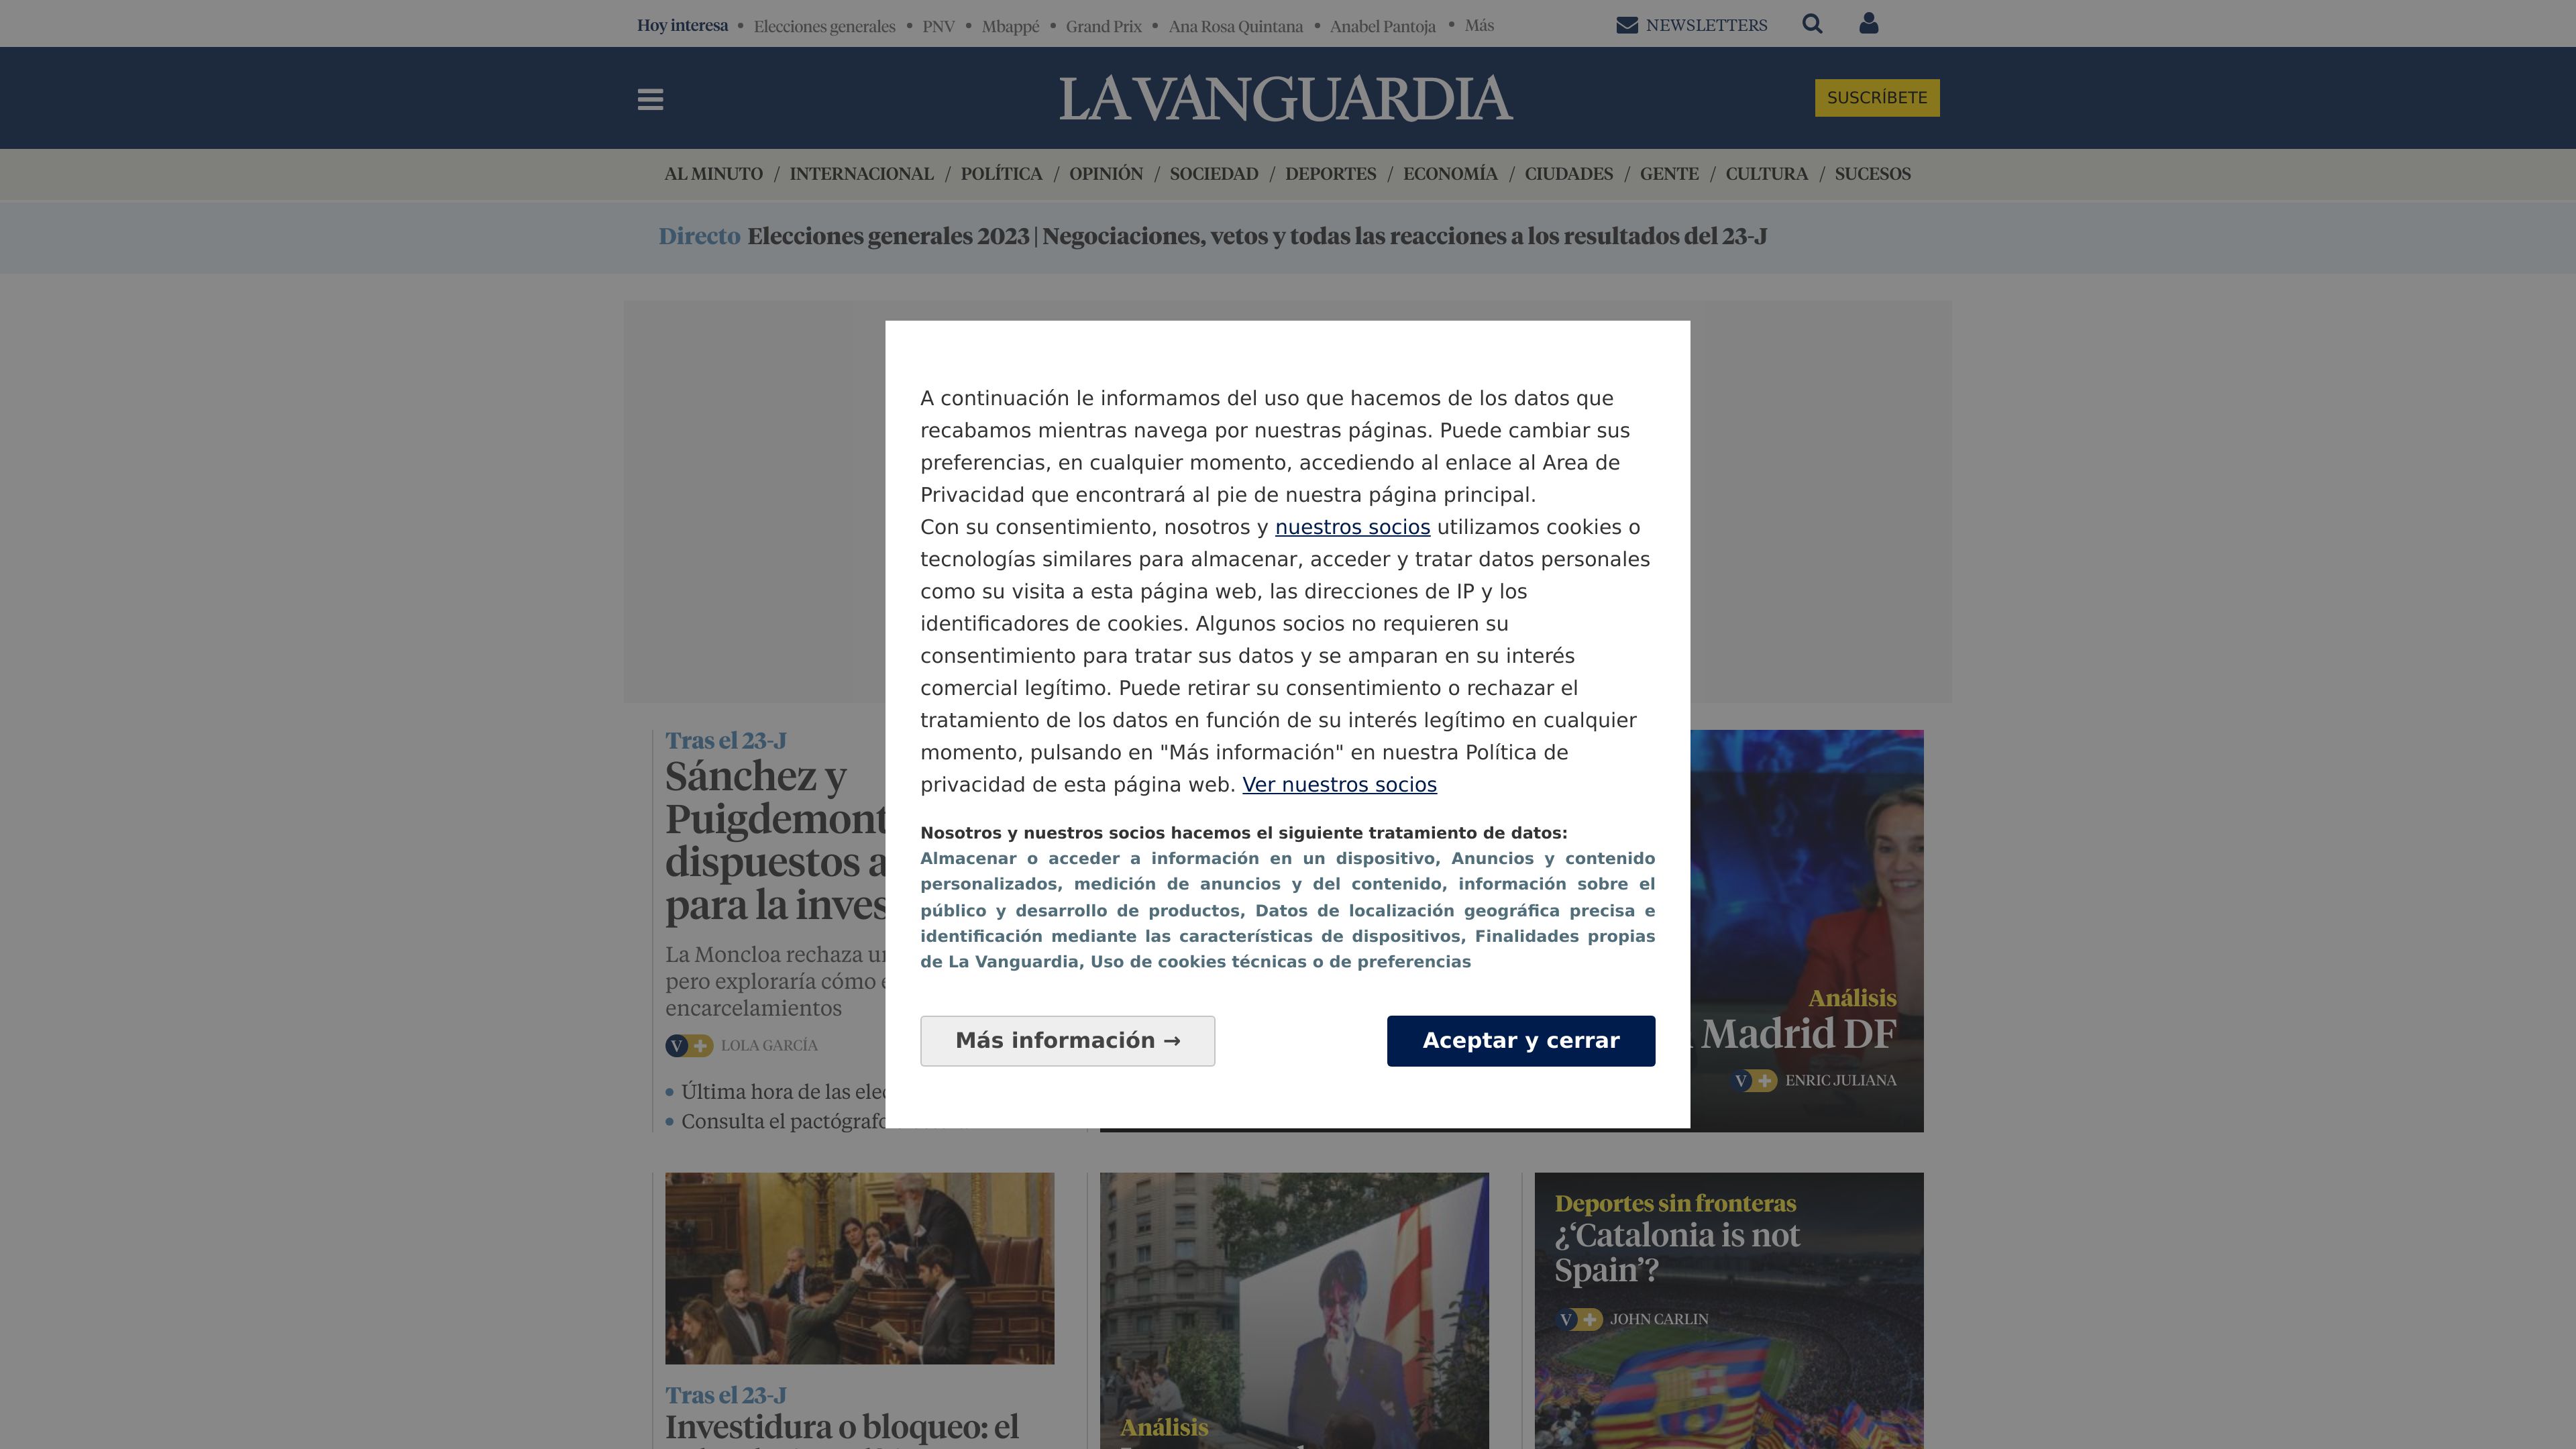 Hoy interesa • Elecciones generales • PNV • Mbappé • Grand Prix • Ana Rosa Quintana • Anabel Pantoja • Más
NEWSLETTERS
LA VANGUARDIA
SUSCRÍBETE
AL MINUTO / INTERNACIONAL / POLÍTICA / OPINIÓN / SOCIEDAD / DEPORTES / ECONOMÍA / CIUDADES / GENTE / CULTURA / SUCESOS
Directo Elecciones generales 2023 | Negociaciones, vetos y todas las reacciones a los resultados del 23-J
A continuación le informamos del uso que hacemos de los datos que
recabamos mientras navega por nuestras páginas. Puede cambiar sus
preferencias, en cualquier momento, accediendo al enlace al Area de
Privacidad que encontrará al pie de nuestra página principal.
Con su consentimiento, nosotros y nuestros socios utilizamos cookies o
tecnologías similares para almacenar, acceder y tratar datos personales
como su visita a esta página web, las direcciones de IP y los
identificadores de cookies. Algunos socios no requieren su
consentimiento para tratar sus datos y se amparan en su interés
comercial legítimo. Puede retirar su consentimiento o rechazar el
tratamiento de los datos en función de su interés legítimo en cualquier
momento, pulsando en "Más información" en nuestra Política de
privacidad de esta página web. Ver nuestros socios
Nosotros y nuestros socios hacemos el siguiente tratamiento de datos:
Almacenar o acceder a información en un dispositivo, Anuncios y contenido
personalizados, medición de anuncios y del contenido, información sobre el
público y desarrollo de productos, Datos de localización geográfica precisa e
identificación mediante las características de dispositivos, Finalidades propias
de La Vanguardia, Uso de cookies técnicas o de preferencias
Más información →
Aceptar y cerrar
Tras el 23-J
Sánchez y
Puigdemont
dispuestos a
para la inves
La Moncloa rechaza
pero exploraría cómo
encarcelamientos
V + LOLA GARCÍA
• Última hora de las elec
• Consulta el pactógrafo
Análisis
Madrid DF
V + ENRIC JULIANA
Tras el 23-J
Investidura o bloqueo: el
Análisis
Deportes sin fronteras
¿‘Catalonia is not
Spain’?
V + JOHN CARLIN